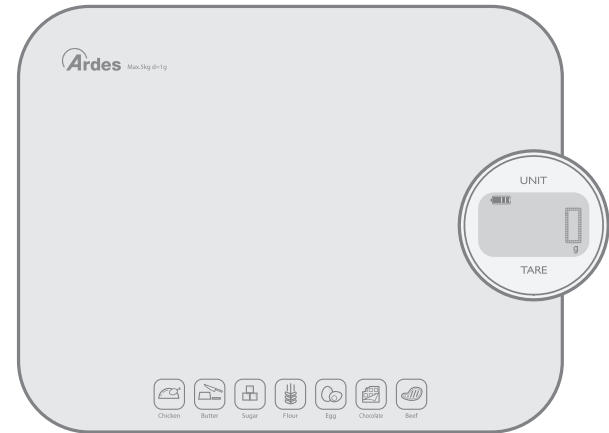 Ardes Max.5kg d=1g
UNIT
0
g
TARE
Chicken Butter Sugar Flour Egg Chocolate Beef